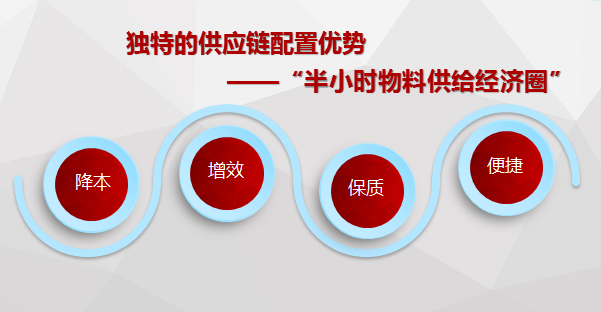 独特的供应链配置优势
——“半小时物料供给经济圈”
降本
增效
保质
便捷